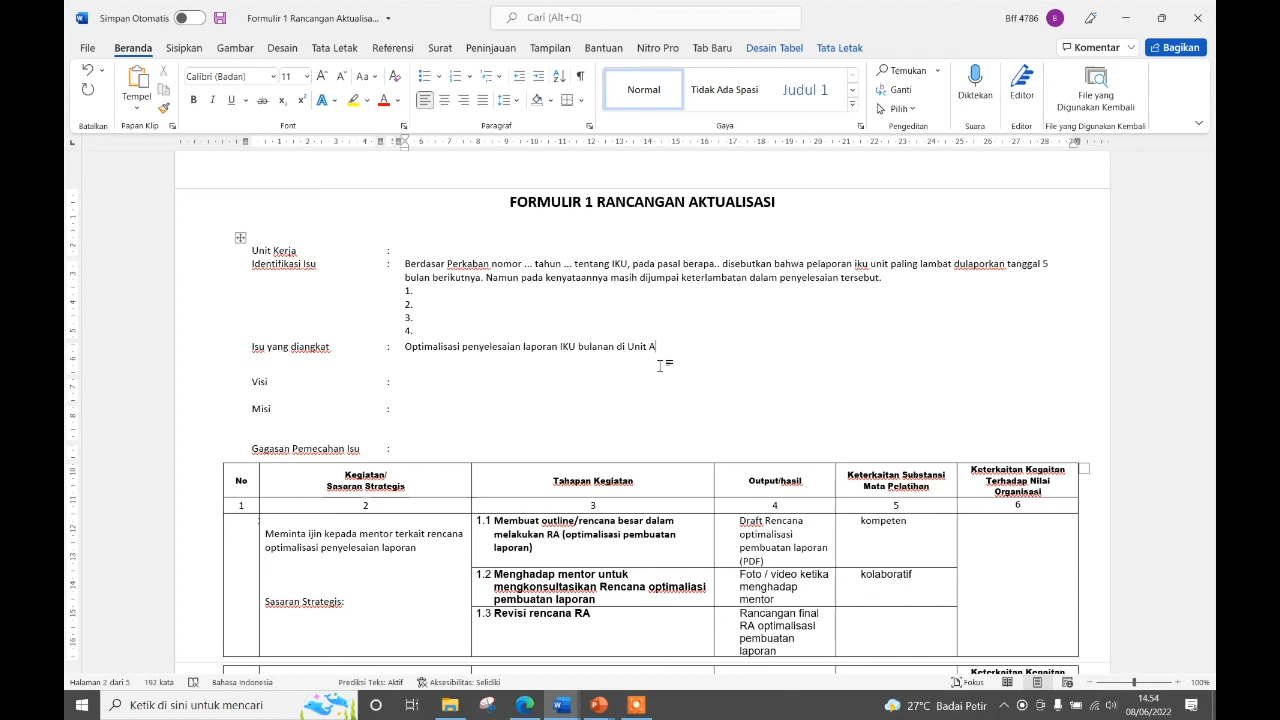 Simpan Otomatis
Formulir 1 Rancangan Aktualisa...
Cari (Alt+Q)
Bff 4786
B
File Beranda Sisipkan Gambar Desain Tata Letak Referensi Surat Peninjauan Tampilan Bantuan Nitro Pro Tab Baru Desain Tabel Tata Letak
Komentar
Bagikan
Tempel
Calibri (Badan) 11
Normal
Tidak Ada Spasi
Judul 1
Temukan
Ganti
Pilih
Diktekan
Editor
File yang
Digunakan Kembali
Batalkan Papan Klip Font Paragraf Gaya Pengeditan Suara Editor File yang Digunakan Kembali
FORMULIR 1 RANCANGAN AKTUALISASI
Unit Kerja :
Identifikasi Isu : Berdasar Perkaban nomor ... tahun ... tentang IKU, pada pasal berapa.. disebutkan bahwa pelaporan iku unit paling lambat dulaporkan tanggal 5
bulan berikutnya. Namun pada kenyataannya masih dijumpai keterlambatan dalam penyelesaian tersebut.
1.
2.
3.
4.
Isu yang diangkat : Optimalisasi penyelesaian laporan IKU bulanan di Unit A
Visi :
Misi :
Gagasan Pemecahan Isu :
No
Kegiatan/
Sasaran Strategis
Tahapan Kegiatan
Output/hasil
Keterkaitan Substansi
Mata Pelatihan
Keterkaitan Kegaitan
Terhadap Nilai
Organisasi
1 2 3 4 5 6
Meminta ijin kepada mentor terkait rencana
optimalisasi penyelesaian laporan
Sasaran Strategis:
1.1 Membuat outline/rencana besar dalam
melakukan RA (optimalisasi pembuatan
laporan)
Draft Rencana
optimalisasi
pembuatan laporan
(PDF)
kompeten
1.2 Menghadap mentor untuk
mengkonsultasikan Rencana optimaliasi
pembuatan laporan
Foto / video ketika
menghadap
mentor
kolaboratif
1.3 Revisi rencana RA
Rancangan final
RA optimalisasi
pembuatan
laporan
Keterkaitan Kegaitan
Halaman 2 dari 5 192 kata Bahasa Indonesia Prediksi Teks: Aktif Aksesibilitas: Selidiki Fokus 100%
Ketik di sini untuk mencari
27°C Badai Petir
14.54
08/06/2022